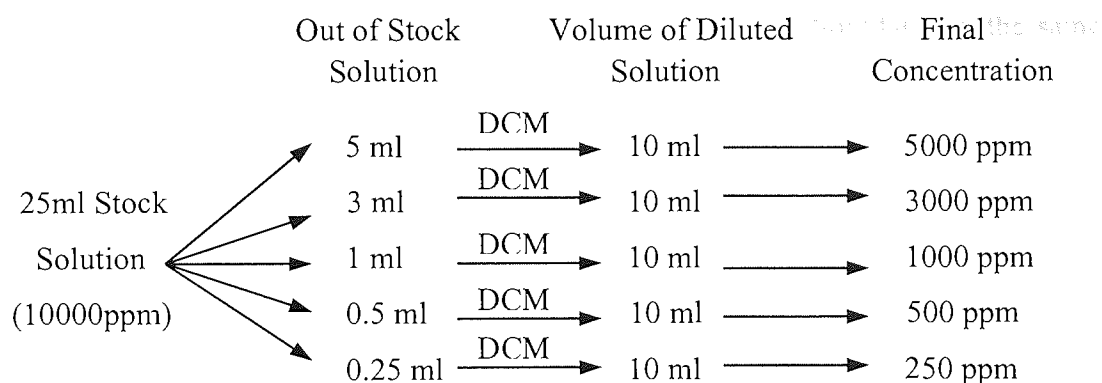 Out of Stock Volume of Diluted Final
Solution Solution Concentration
5 ml DCM 10 ml 5000 ppm
3 ml DCM 10 ml 3000 ppm
25ml Stock
Solution
(10000ppm)
1 ml DCM 10 ml 1000 ppm
0.5 ml DCM 10 ml 500 ppm
0.25 ml DCM 10 ml 250 ppm